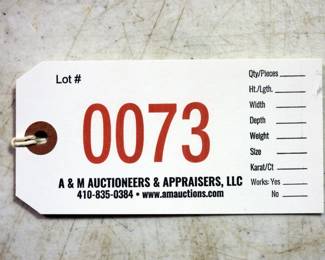 Lot #
0073
A & M AUCTIONEERS & APPRAISERS, LLC
410-835-0384 • www.amauctions.com
Qty/Pieces
Ht./Lgth.
Width
Depth
Weight
Size
Karat/Ct
Works: Yes
No